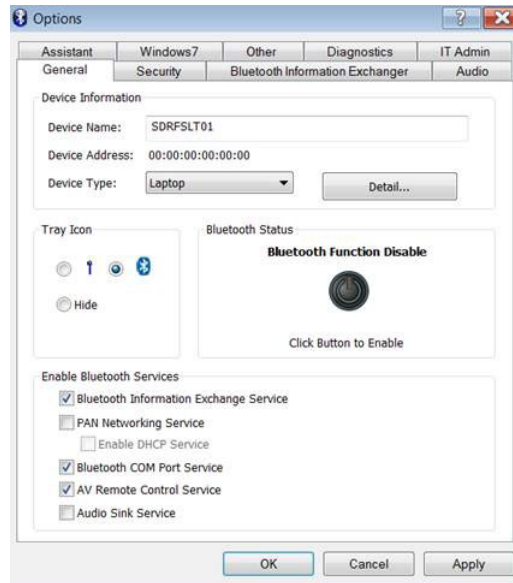 Options
Assistant Windows7 Other Diagnostics IT Admin
General Security Bluetooth Information Exchanger Audio
Device Information
Device Name: SDRFSLT01
Device Address: 00:00:00:00:00:00
Device Type: Laptop Detail...
Tray Icon Bluetooth Status
Bluetooth Function Disable
Hide
Click Button to Enable
Enable Bluetooth Services
Bluetooth Information Exchange Service
PAN Networking Service
Enable DHCP Service
Bluetooth COM Port Service
AV Remote Control Service
Audio Sink Service
OK Cancel Apply